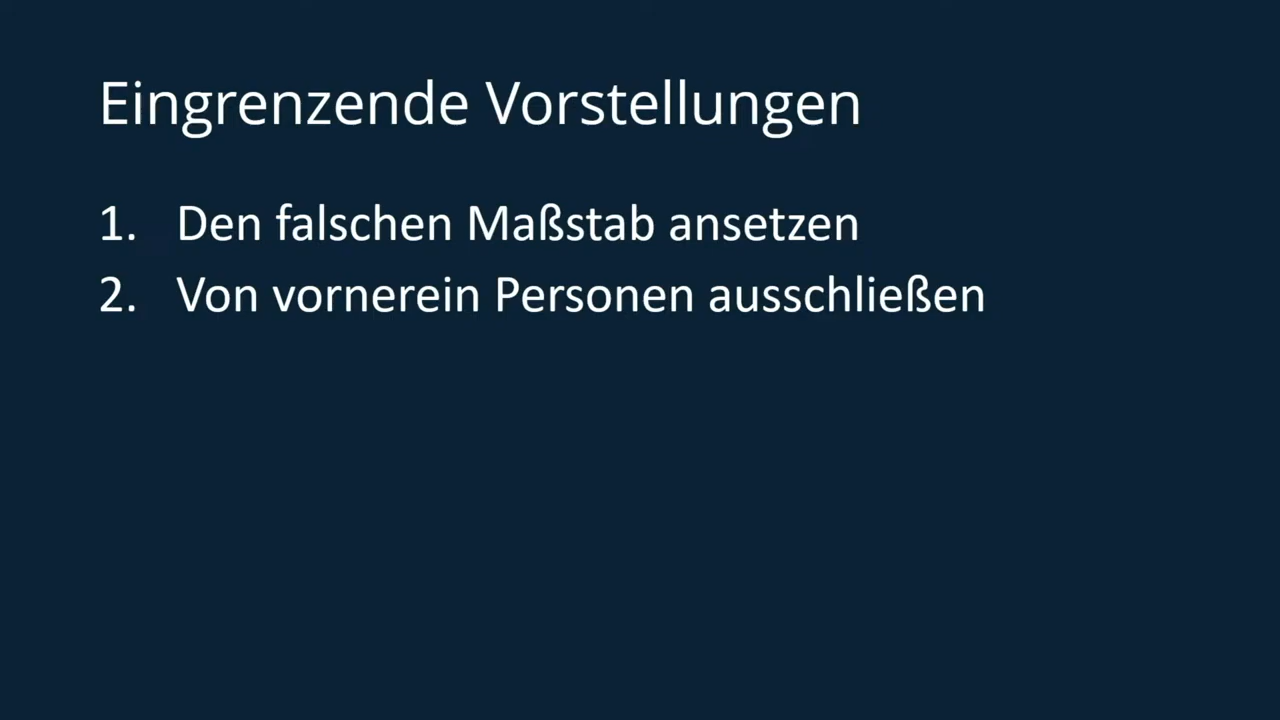 Eingrenzende Vorstellungen
1. Den falschen Maßstab ansetzen
2. Von vornerein Personen ausschließen